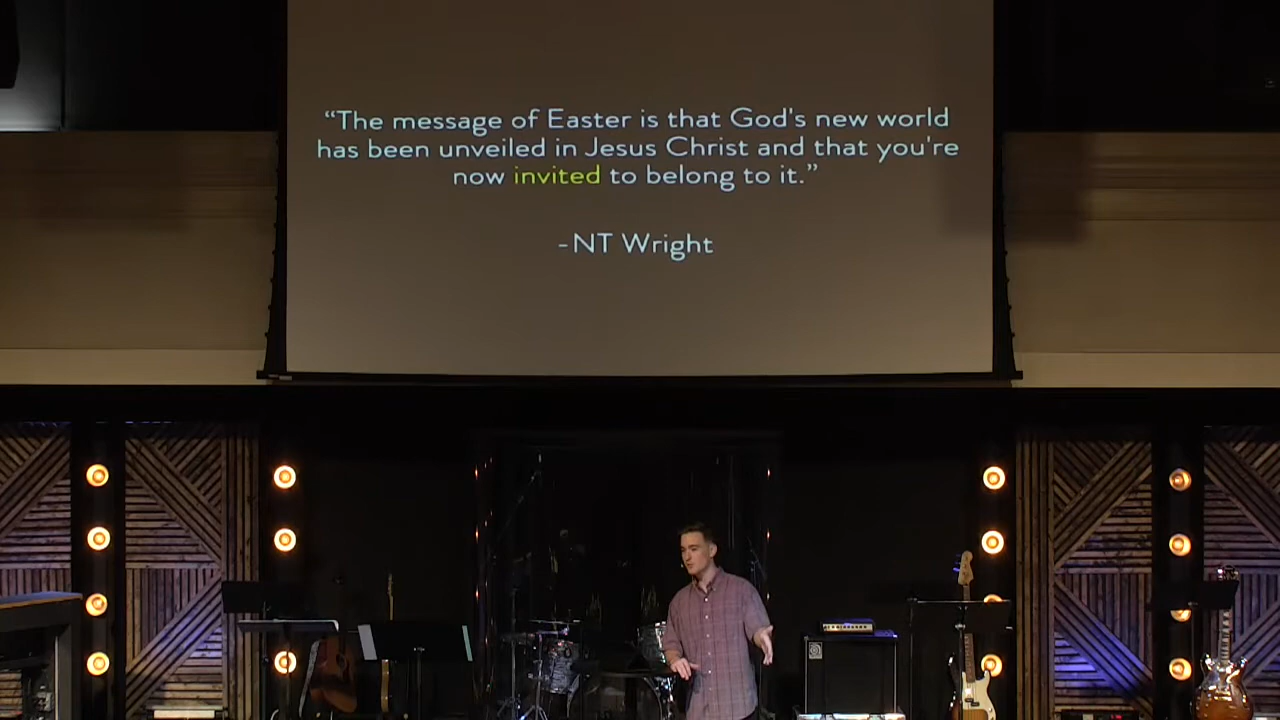 “The message of Easter is that God's new world
has been unveiled in Jesus Christ and that you're
now invited to belong to it.”
-NT Wright